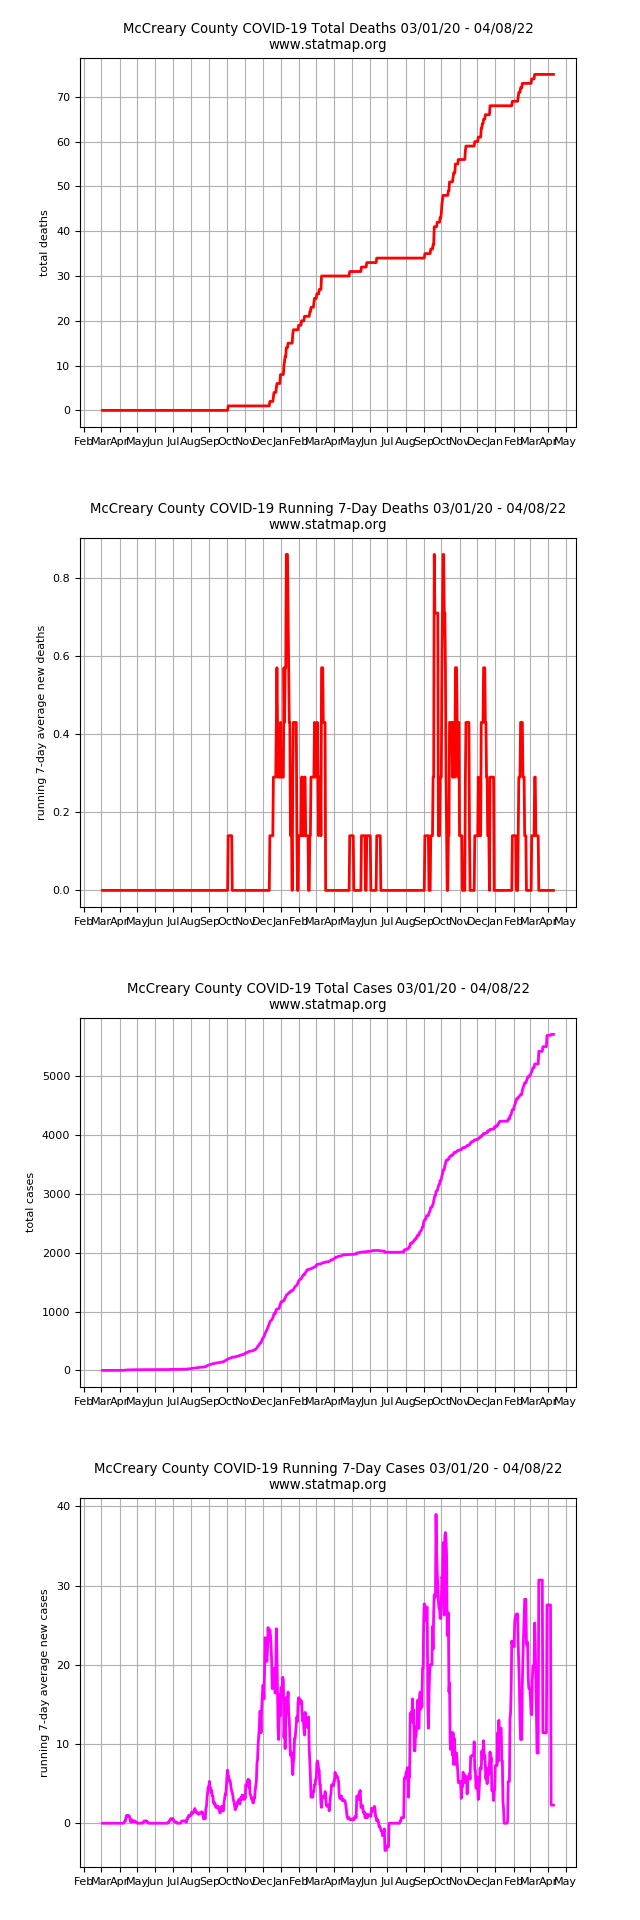 McCreary County COVID-19 Total Deaths 03/01/20 - 04/08/22
www.statmap.org
70
60
50
40
30
20
10
0
total deaths
Feb Mar Apr May Jun Jul Aug Sep Oct Nov Dec Jan Feb Mar Apr May Jun Jul Aug Sep Oct Nov Dec Jan Feb Mar Apr May
McCreary County COVID-19 Running 7-Day Deaths 03/01/20 - 04/08/22
www.statmap.org
0.8
0.6
0.4
0.2
0.0
running 7-day average new deaths
Feb Mar Apr May Jun Jul Aug Sep Oct Nov Dec Jan Feb Mar Apr May Jun Jul Aug Sep Oct Nov Dec Jan Feb Mar Apr May
McCreary County COVID-19 Total Cases 03/01/20 - 04/08/22
www.statmap.org
5000
4000
3000
2000
1000
0
total cases
Feb Mar Apr May Jun Jul Aug Sep Oct Nov Dec Jan Feb Mar Apr May Jun Jul Aug Sep Oct Nov Dec Jan Feb Mar Apr May
McCreary County COVID-19 Running 7-Day Cases 03/01/20 - 04/08/22
www.statmap.org
40
30
20
10
0
running 7-day average new cases
Feb Mar Apr May Jun Jul Aug Sep Oct Nov Dec Jan Feb Mar Apr May Jun Jul Aug Sep Oct Nov Dec Jan Feb Mar Apr May